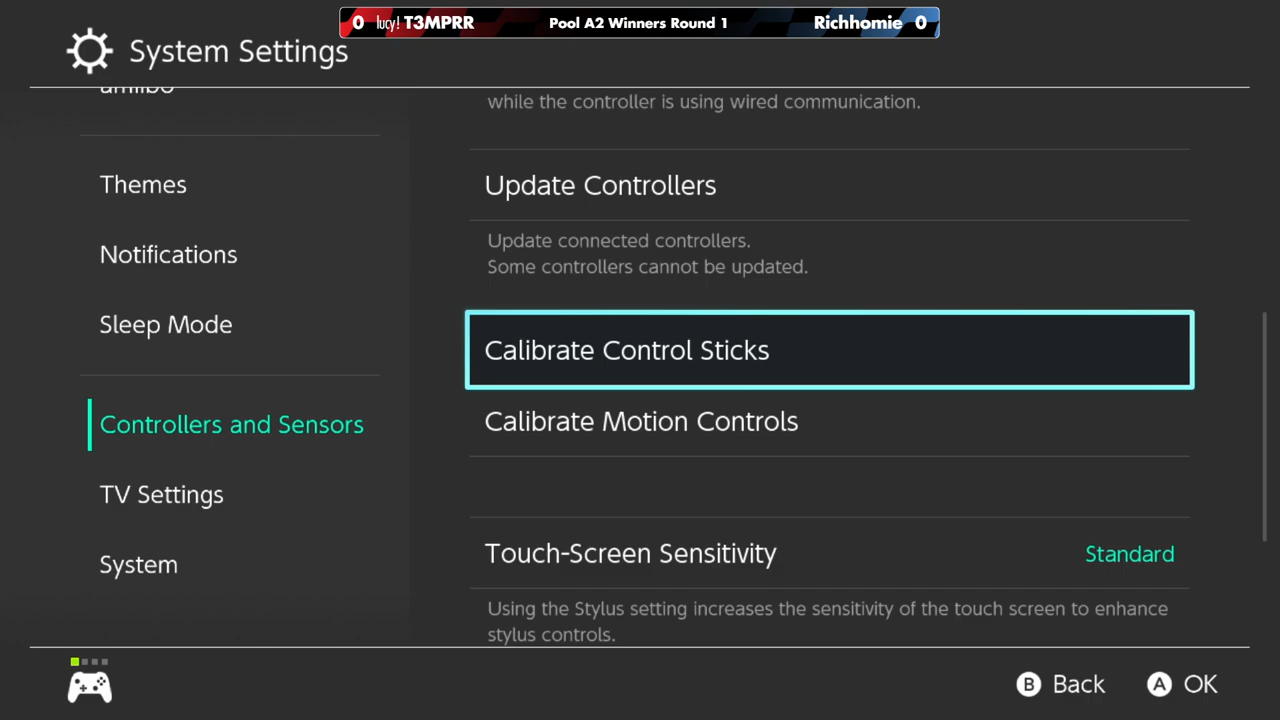 0 lucy! T3MPRR Pool A2 Winners Round 1 Richhomie 0
System Settings
amiibo
Themes
Notifications
Sleep Mode
Controllers and Sensors
TV Settings
System
while the controller is using wired communication.
Update Controllers
Update connected controllers.
Some controllers cannot be updated.
Calibrate Control Sticks
Calibrate Motion Controls
Touch-Screen Sensitivity Standard
Using the Stylus setting increases the sensitivity of the touch screen to enhance
stylus controls.
B Back A OK